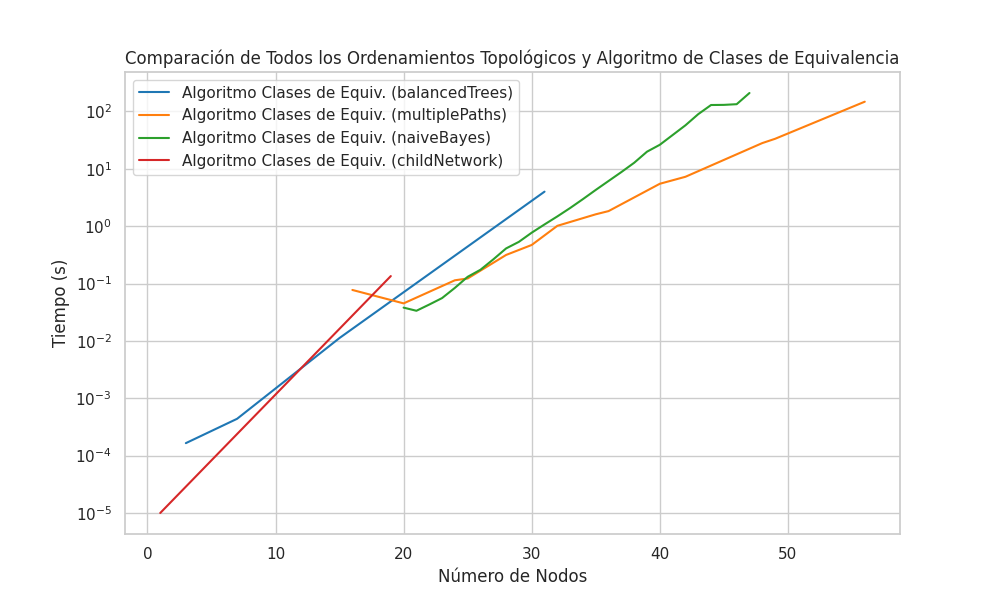 Comparación de Todos los Ordenamientos Topológicos y Algoritmo de Clases de Equivalencia
Algoritmo Clases de Equiv. (balancedTrees)
Algoritmo Clases de Equiv. (multiplePaths)
Algoritmo Clases de Equiv. (naiveBayes)
Algoritmo Clases de Equiv. (childNetwork)
Tiempo (s)
10²
10¹
10⁰
10⁻¹
10⁻²
10⁻³
10⁻⁴
10⁻⁵
0 10 20 30 40 50
Número de Nodos